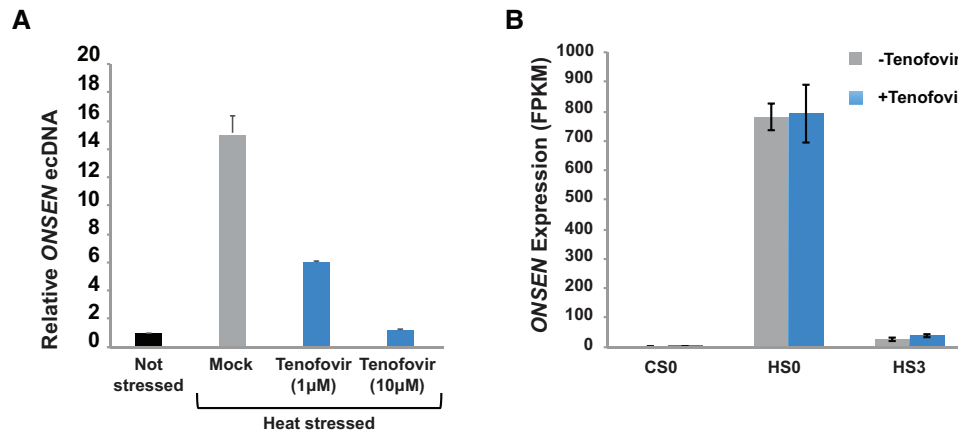 A
Relative ONSEN ecDNA
20
18
16
14
12
10
8
6
4
2
0
Not stressed
Mock
Tenofovir (1µM)
Tenofovir (10µM)
Heat stressed
B
ONSEN Expression (FPKM)
1000
900
800
700
600
500
400
300
200
100
0
-Tenofovir
+Tenofovi
CS0
HS0
HS3